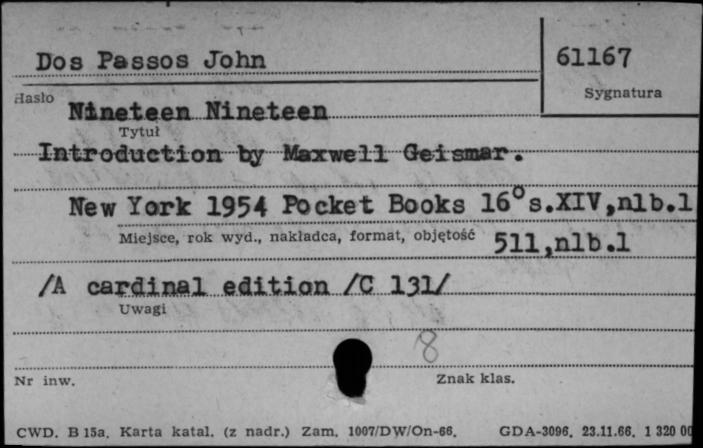 Dos Passos John
61167
Hasło
Sygnatura
Nineteen Nineteen
Tytuł
Introduction by Maxwell Geismar.
New York 1954 Pocket Books 16° s.XIV,nlb.1
Miejsce, rok wyd., nakładca, format, objętość
511,nlb.1
/A cardinal edition /C 131/
Uwagi
8
Nr inw.
Znak klas.
CWD. B 15a. Karta katal. (z nadr.) Zam. 1007/DW/On-66. GDA-3096. 23.11.66. 1 320 00